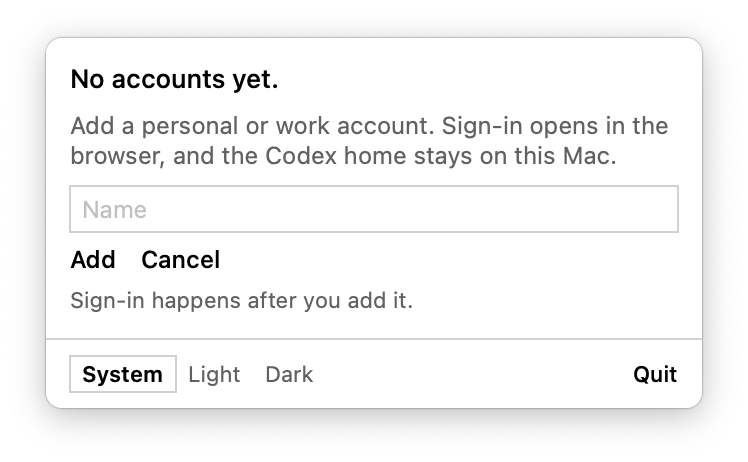 No accounts yet.
Add a personal or work account. Sign-in opens in the
browser, and the Codex home stays on this Mac.
Name
Add Cancel
Sign-in happens after you add it.
System Light Dark Quit